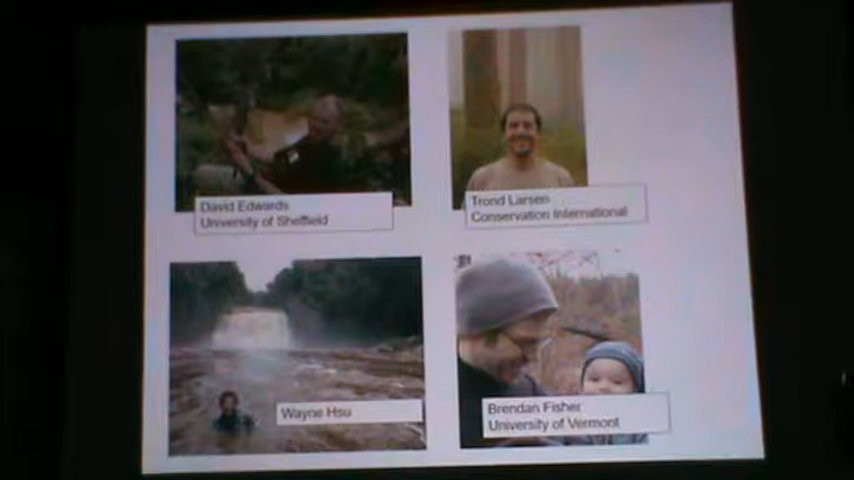 David Edwards
University of Sheffield
Trond Larsen
Conservation International
Wayne Hsu
Brendan Fisher
University of Vermont